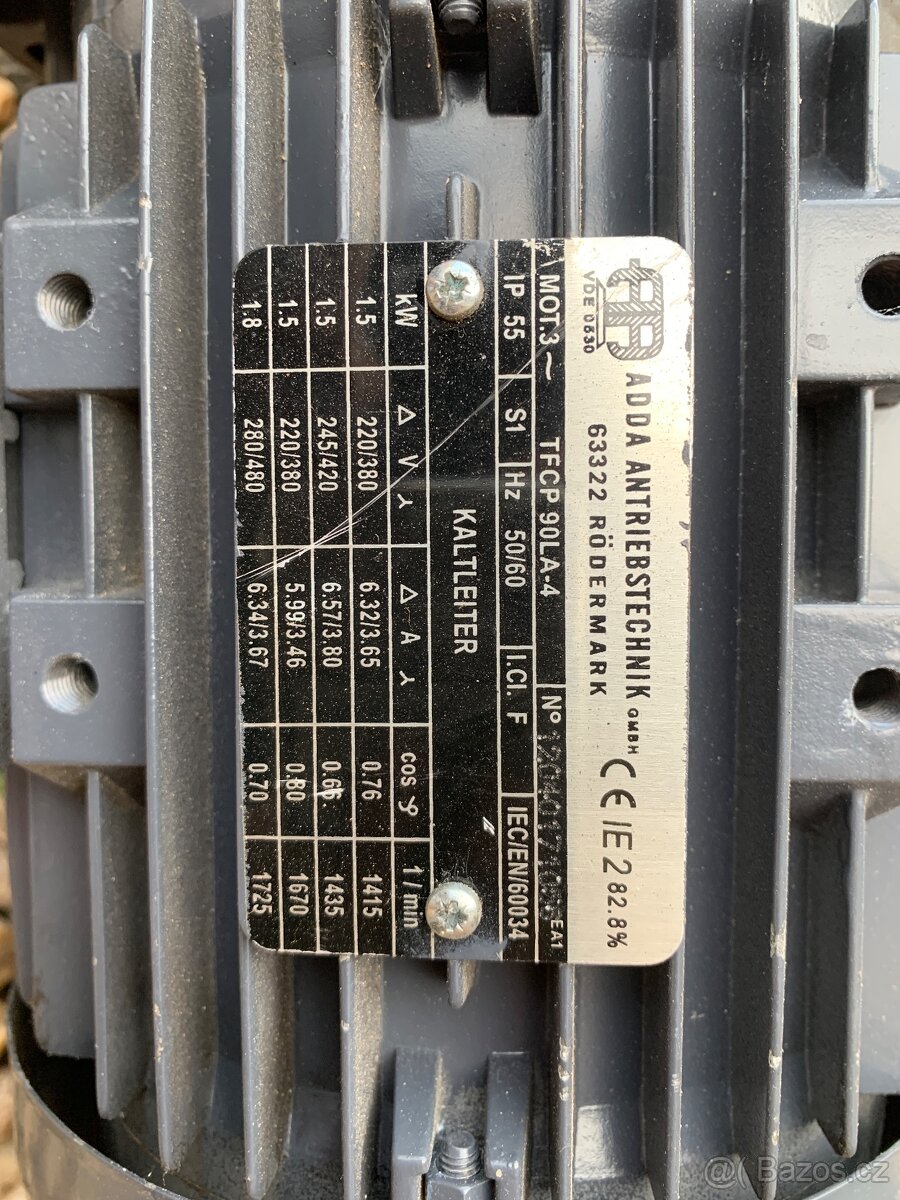 ADDA ANTRIEBSTECHNIK GMBH CE IE2 82.8%
63322 RÖDERMARK
VDE 0530
MOT.3~ TFCP 90LA-4 Nº EA1
IP 55 S1 Hz 50/60 I.Cl. F IEC/EN/60034
KALTLEITER
kW Δ V ⅄ Δ A ⅄ cos φ 1/min
1.5 220/380 6.32/3.65 0.76 1415
1.5 245/420 6.57/3.80 0.66 1435
1.5 220/380 5.99/3.46 0.80 1670
1.8 280/480 6.34/3.67 0.70 1725
@Bazos.cz